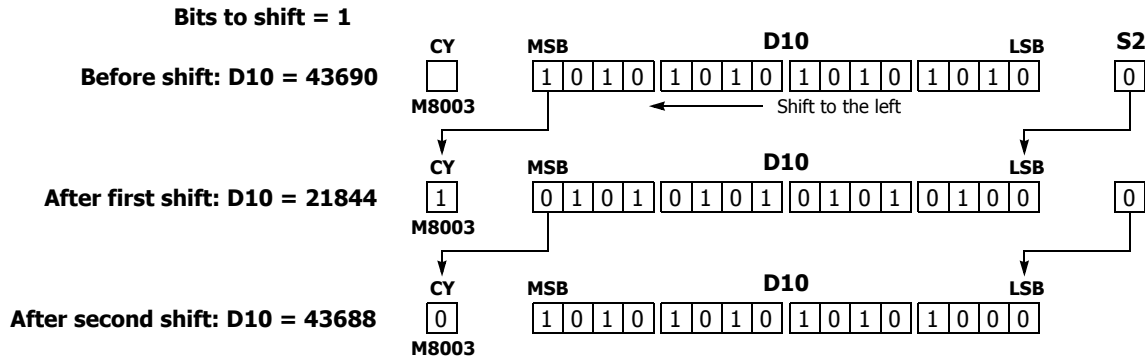 Bits to shift = 1
CY MSB D10 LSB S2
Before shift: D10 = 43690 1 0 1 0 1 0 1 0 1 0 1 0 1 0 1 0 0
M8003 Shift to the left
CY MSB D10 LSB
After first shift: D10 = 21844 1 0 1 0 1 0 1 0 1 0 1 0 1 0 1 0 0 0
M8003
CY MSB D10 LSB
After second shift: D10 = 43688 0 1 0 1 0 1 0 1 0 1 0 1 0 1 0 0 0
M8003